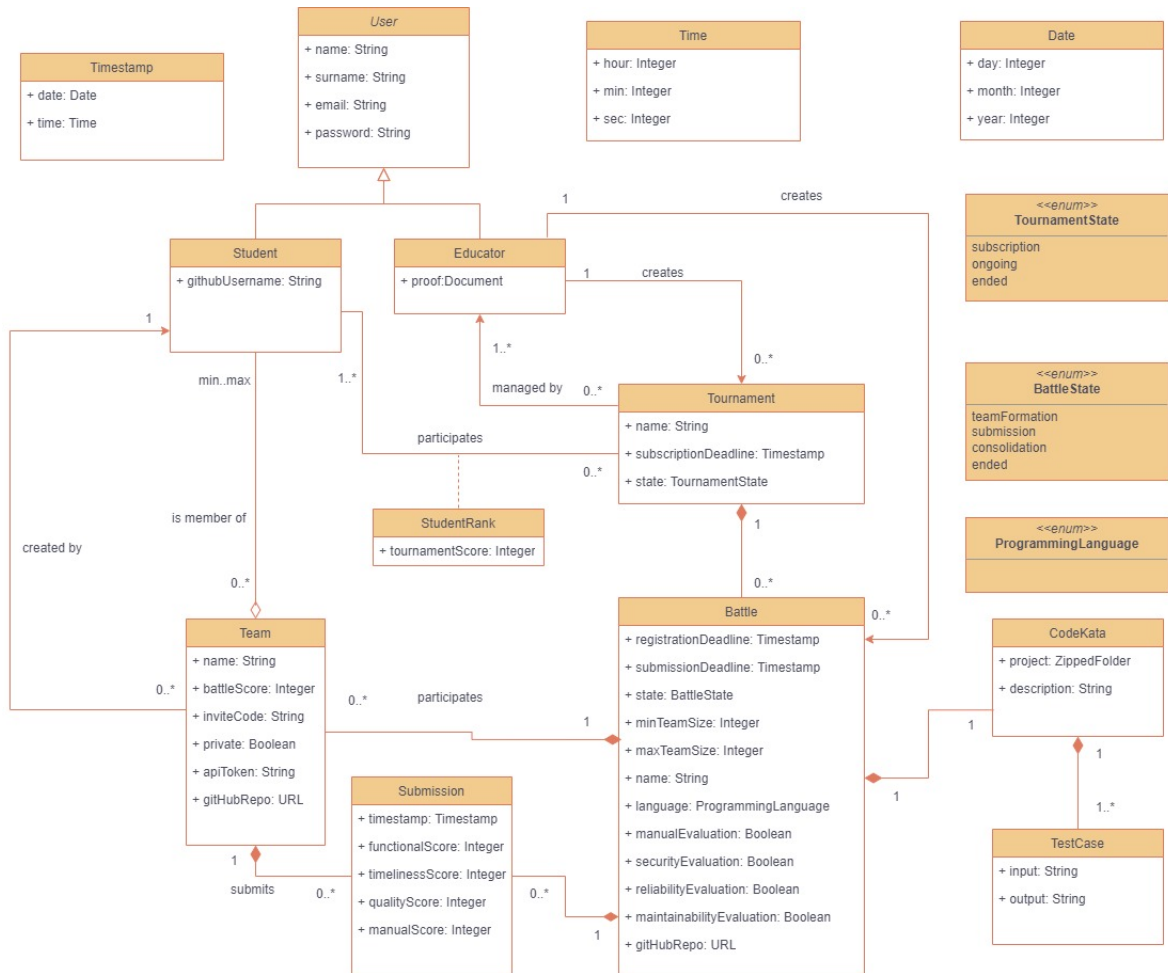 User
+ name: String
+ surname: String
+ email: String
+ password: String
Time
+ hour: Integer
+ min: Integer
+ sec: Integer
Date
+ day: Integer
+ month: Integer
+ year: Integer
Timestamp
+ date: Date
+ time: Time
1
creates
<<enum>>
TournamentState
subscription
ongoing
ended
Student
+ githubUsername: String
Educator
+ proof:Document
1
creates
1
min..max
1..*
1..*
0..*
managed by
0..*
participates
0..*
<<enum>>
BattleState
teamFormation
submission
consolidation
ended
Tournament
+ name: String
+ subscriptionDeadline: Timestamp
+ state: TournamentState
StudentRank
+ tournamentScore: Integer
is member of
created by
0..*
1
0..*
<<enum>>
ProgrammingLanguage
0..*
Team
+ name: String
+ battleScore: Integer
+ inviteCode: String
+ private: Boolean
+ apiToken: String
+ gitHubRepo: URL
0..*
0..*
participates
1
Battle
+ registrationDeadline: Timestamp
+ submissionDeadline: Timestamp
+ state: BattleState
+ minTeamSize: Integer
+ maxTeamSize: Integer
+ name: String
+ language: ProgrammingLanguage
+ manualEvaluation: Boolean
+ securityEvaluation: Boolean
+ reliabilityEvaluation: Boolean
+ maintainabilityEvaluation: Boolean
+ gitHubRepo: URL
CodeKata
+ project: ZippedFolder
+ description: String
1
1
1
1..*
TestCase
+ input: String
+ output: String
Submission
+ timestamp: Timestamp
+ functionalScore: Integer
+ timelinessScore: Integer
+ qualityScore: Integer
+ manualScore: Integer
1
submits
0..*
0..*
1